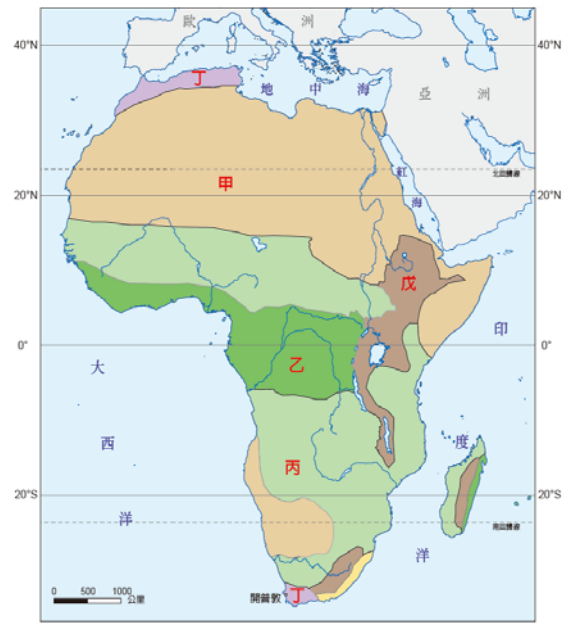 歐 洲
40°N 40°N
丁
地 中 海
亞 洲
甲
紅
海
北回歸線
20°N 20°N
戊
印
0° 0°
乙
大
西
洋
度
洋
丙
20°S 20°S
南回歸線
0 500 1000
公里
開普敦
丁